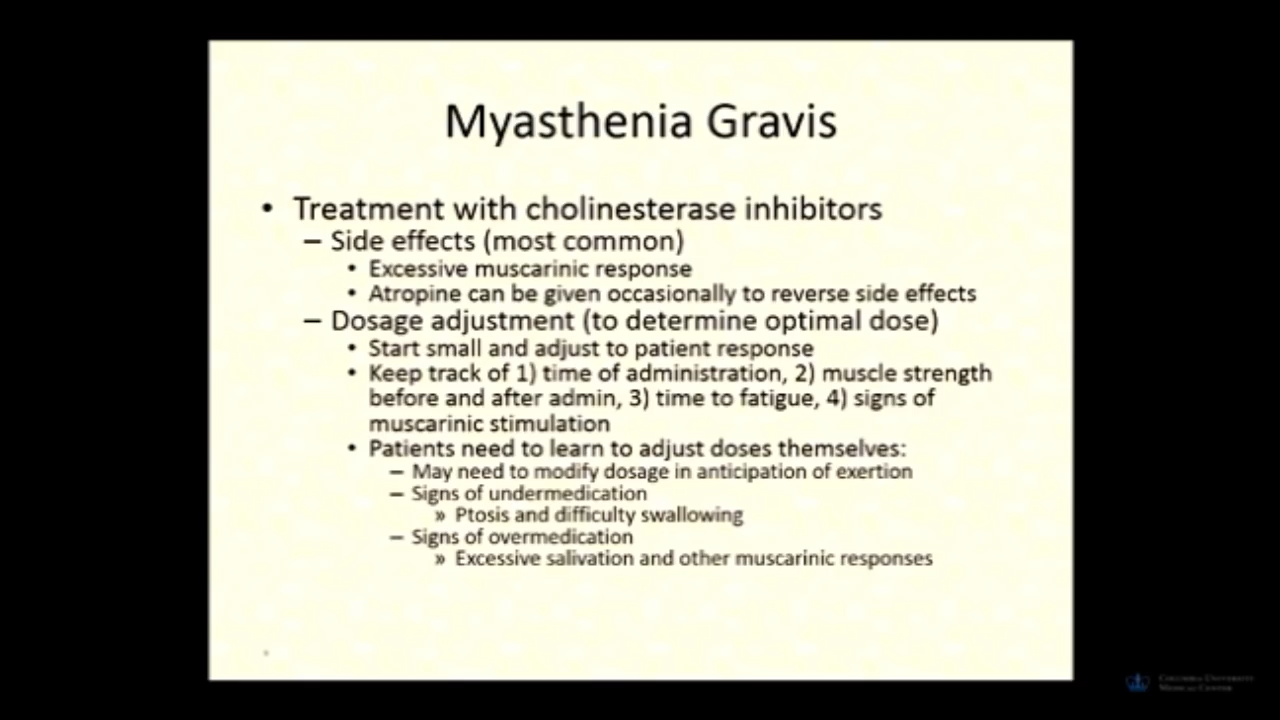 Myasthenia Gravis
• Treatment with cholinesterase inhibitors
– Side effects (most common)
• Excessive muscarinic response
• Atropine can be given occasionally to reverse side effects
– Dosage adjustment (to determine optimal dose)
• Start small and adjust to patient response
• Keep track of 1) time of administration, 2) muscle strength
before and after admin, 3) time to fatigue, 4) signs of
muscarinic stimulation
• Patients need to learn to adjust doses themselves:
– May need to modify dosage in anticipation of exertion
– Signs of undermedication
» Ptosis and difficulty swallowing
– Signs of overmedication
» Excessive salivation and other muscarinic responses
Columbia University
Medical Center